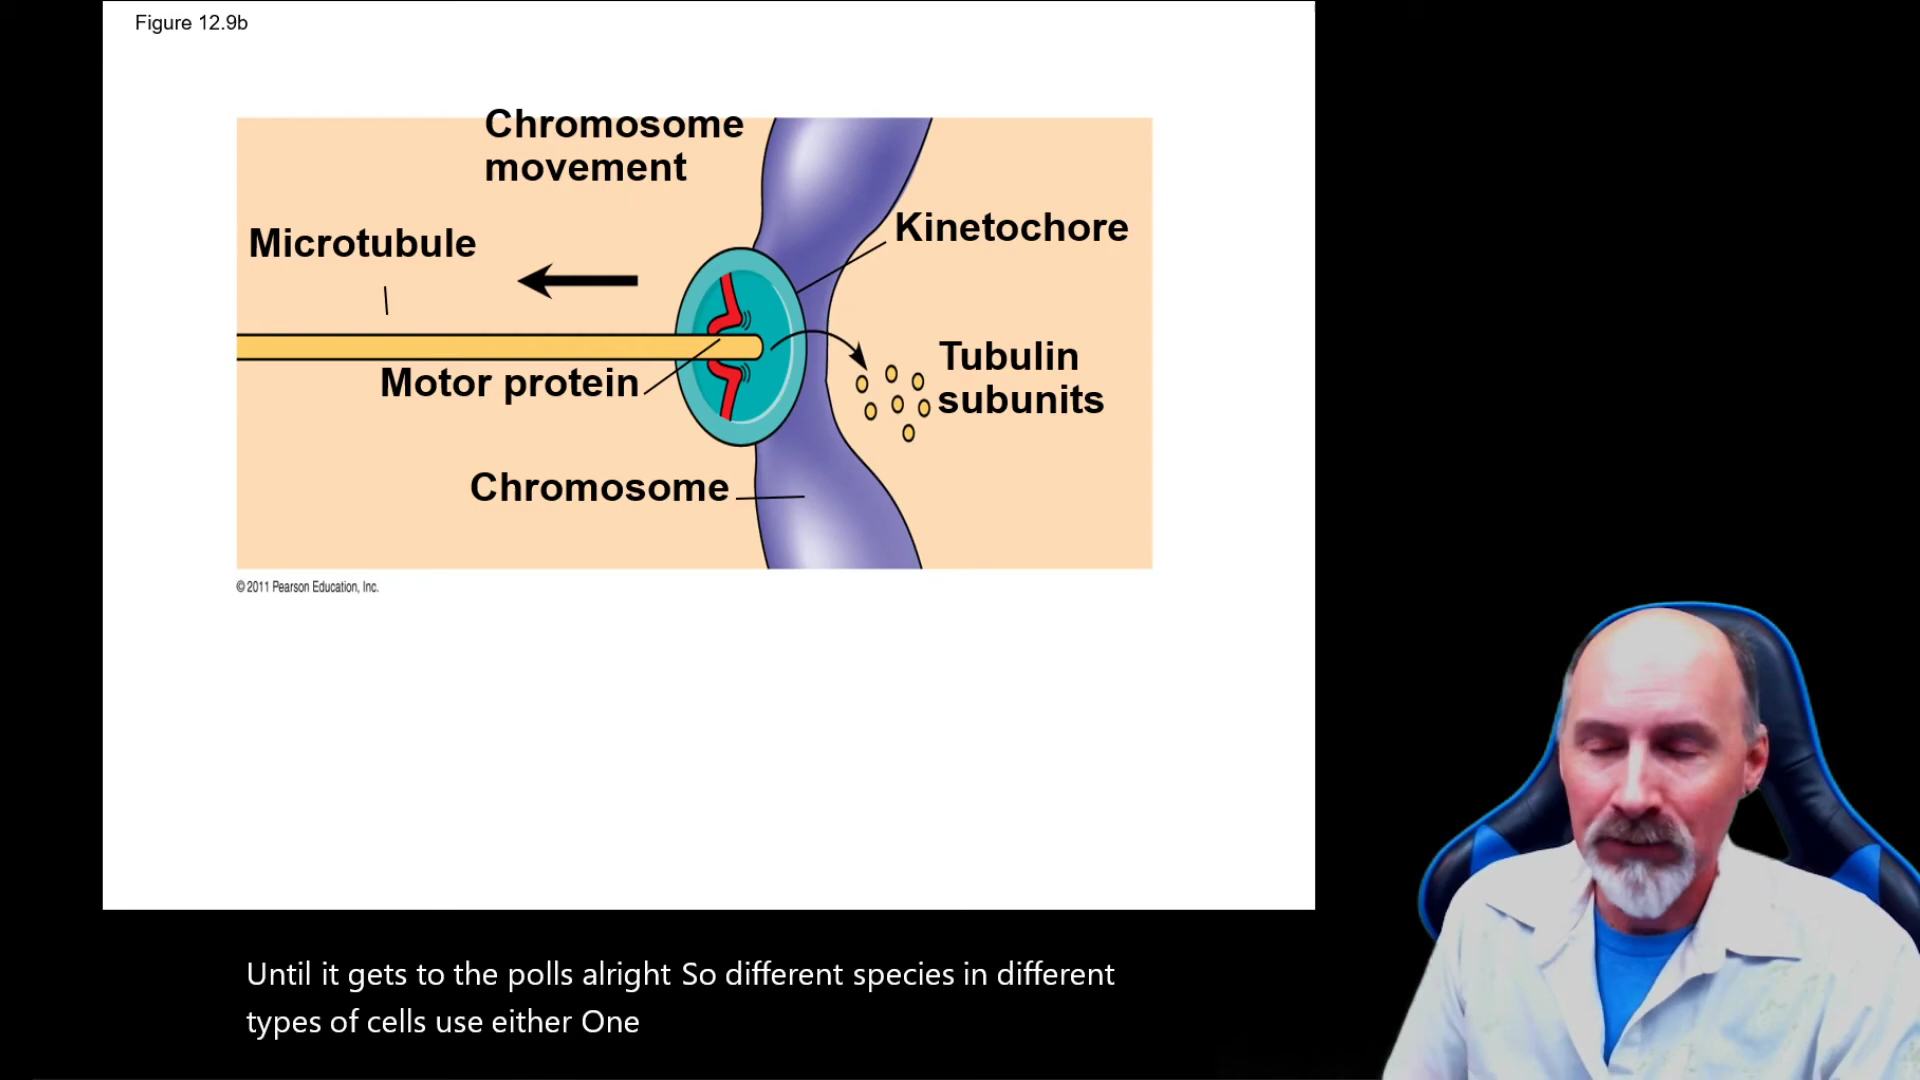 Figure 12.9b
Chromosome
movement
Microtubule
Kinetochore
Motor protein
Tubulin
subunits
Chromosome
© 2011 Pearson Education, Inc.
Until it gets to the polls alright So different species in different
types of cells use either One